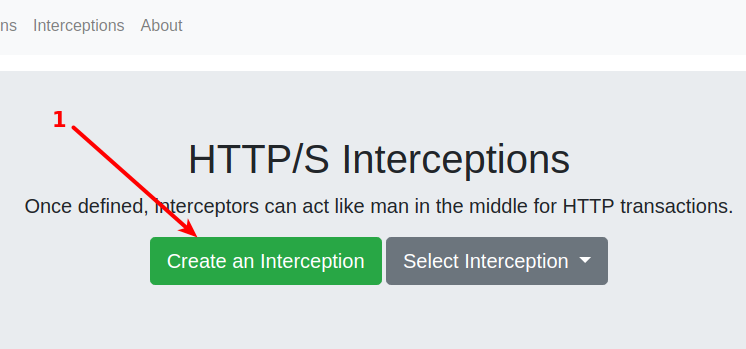 ns Interceptions About
1
HTTP/S Interceptions
Once defined, interceptors can act like man in the middle for HTTP transactions.
Create an Interception Select Interception